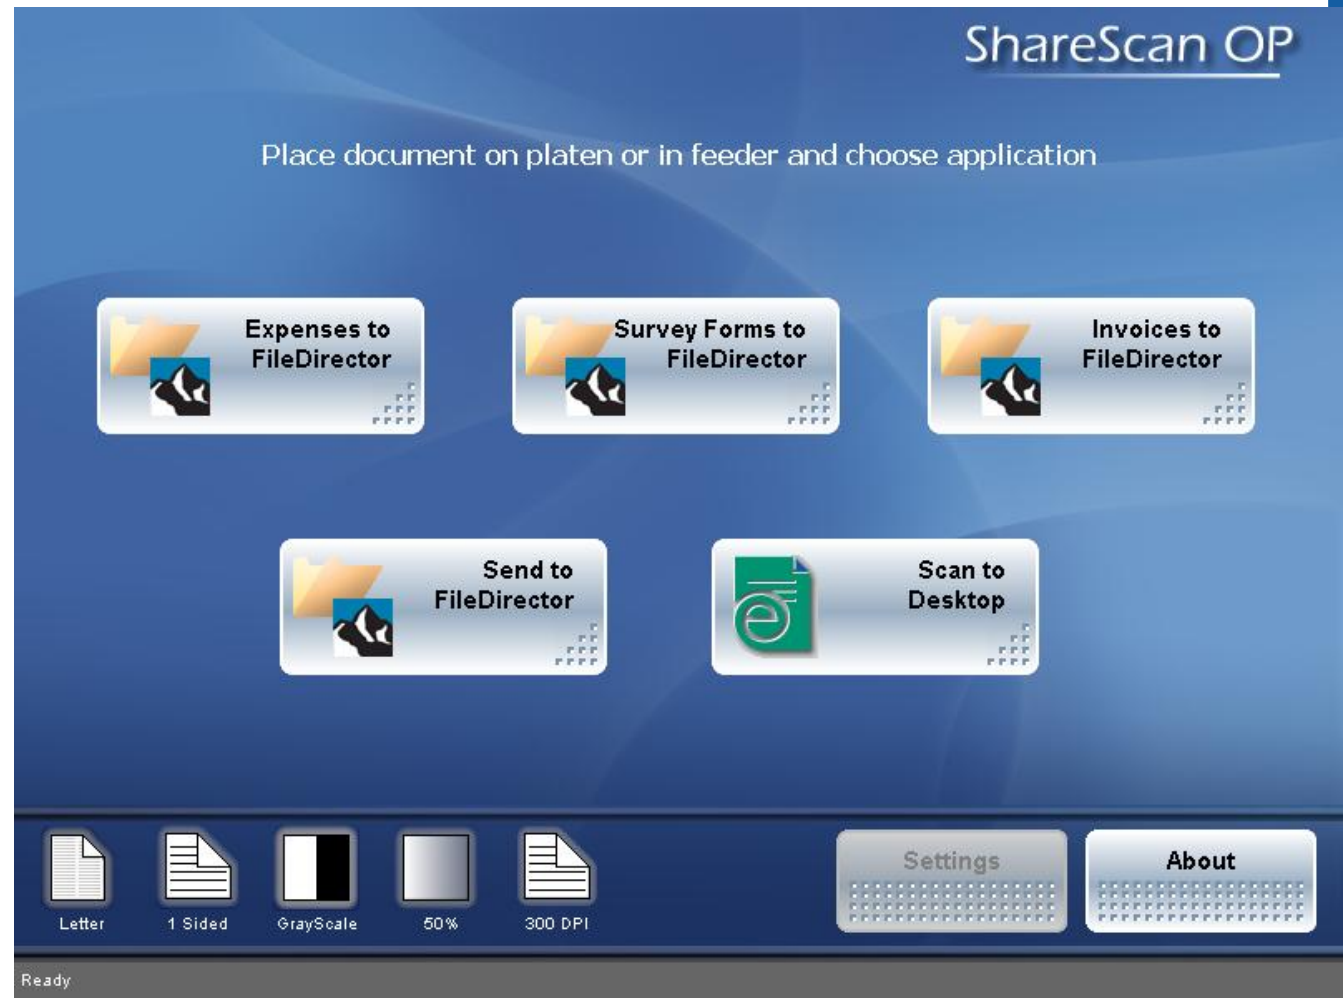 ShareScan OP
Place document on platen or in feeder and choose application
Expenses to
FileDirector
Survey Forms to
FileDirector
Invoices to
FileDirector
Send to
FileDirector
Scan to
Desktop
Letter
1 Sided
GrayScale
50%
300 DPI
Settings
About
Ready